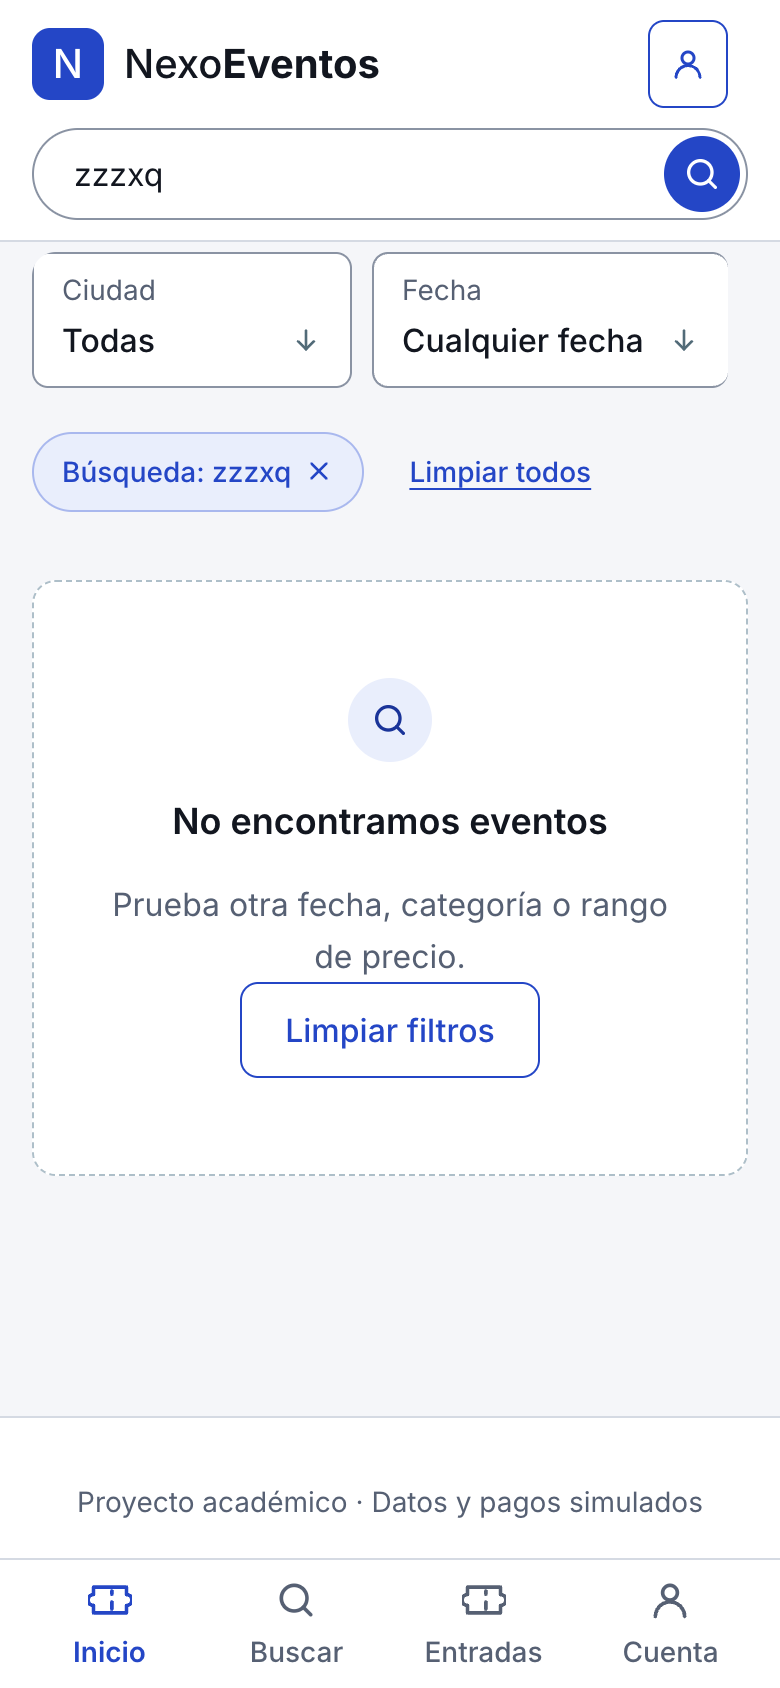 N NexoEventos
zzzxq
Ciudad Fecha
Todas Cualquier fecha
Búsqueda: zzzxq Limpiar todos
No encontramos eventos
Prueba otra fecha, categoría o rango
de precio.
Limpiar filtros
Proyecto académico · Datos y pagos simulados
Inicio Buscar Entradas Cuenta